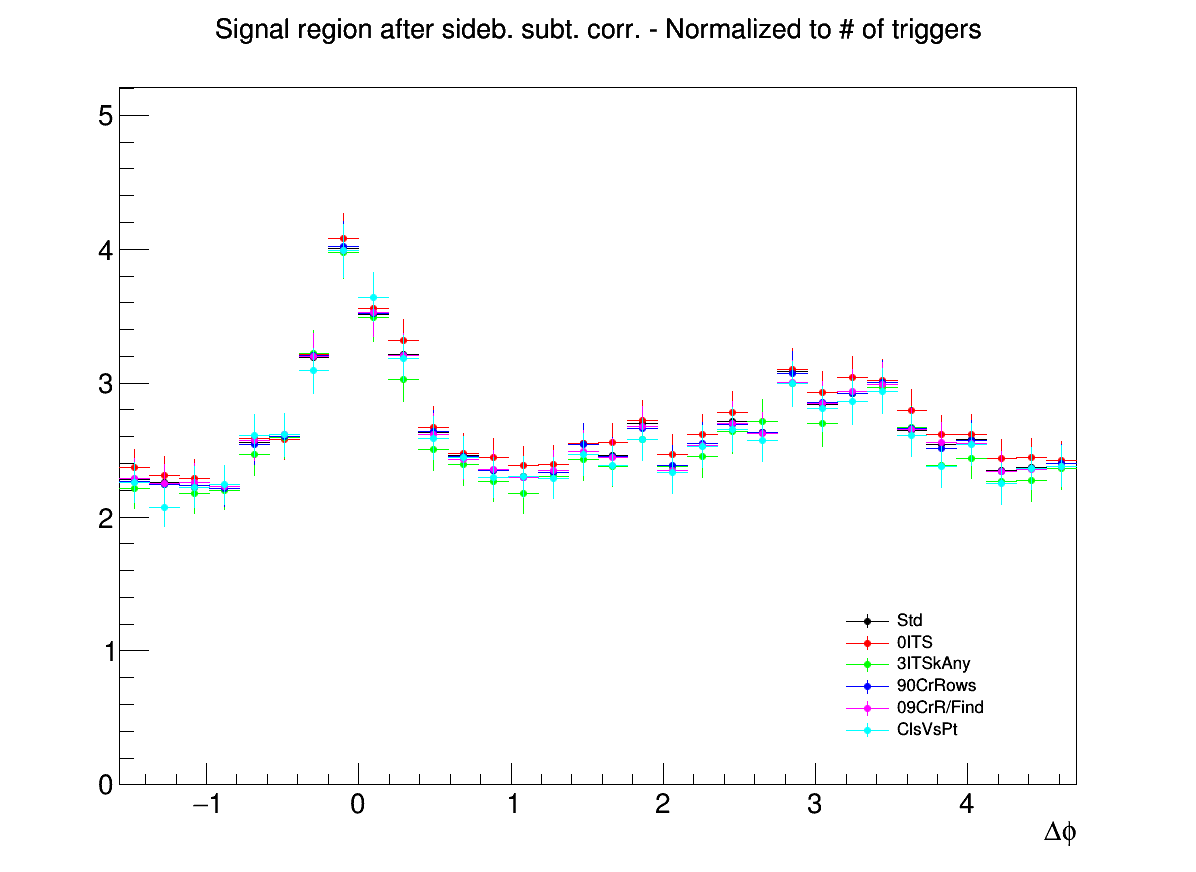 Signal region after sideb. subt. corr. - Normalized to # of triggers
5
4
3
2
1
0
−1 0 1 2 3 4
Δϕ
Std
0ITS
3ITSkAny
90CrRows
09CrR/Find
ClsVsPt